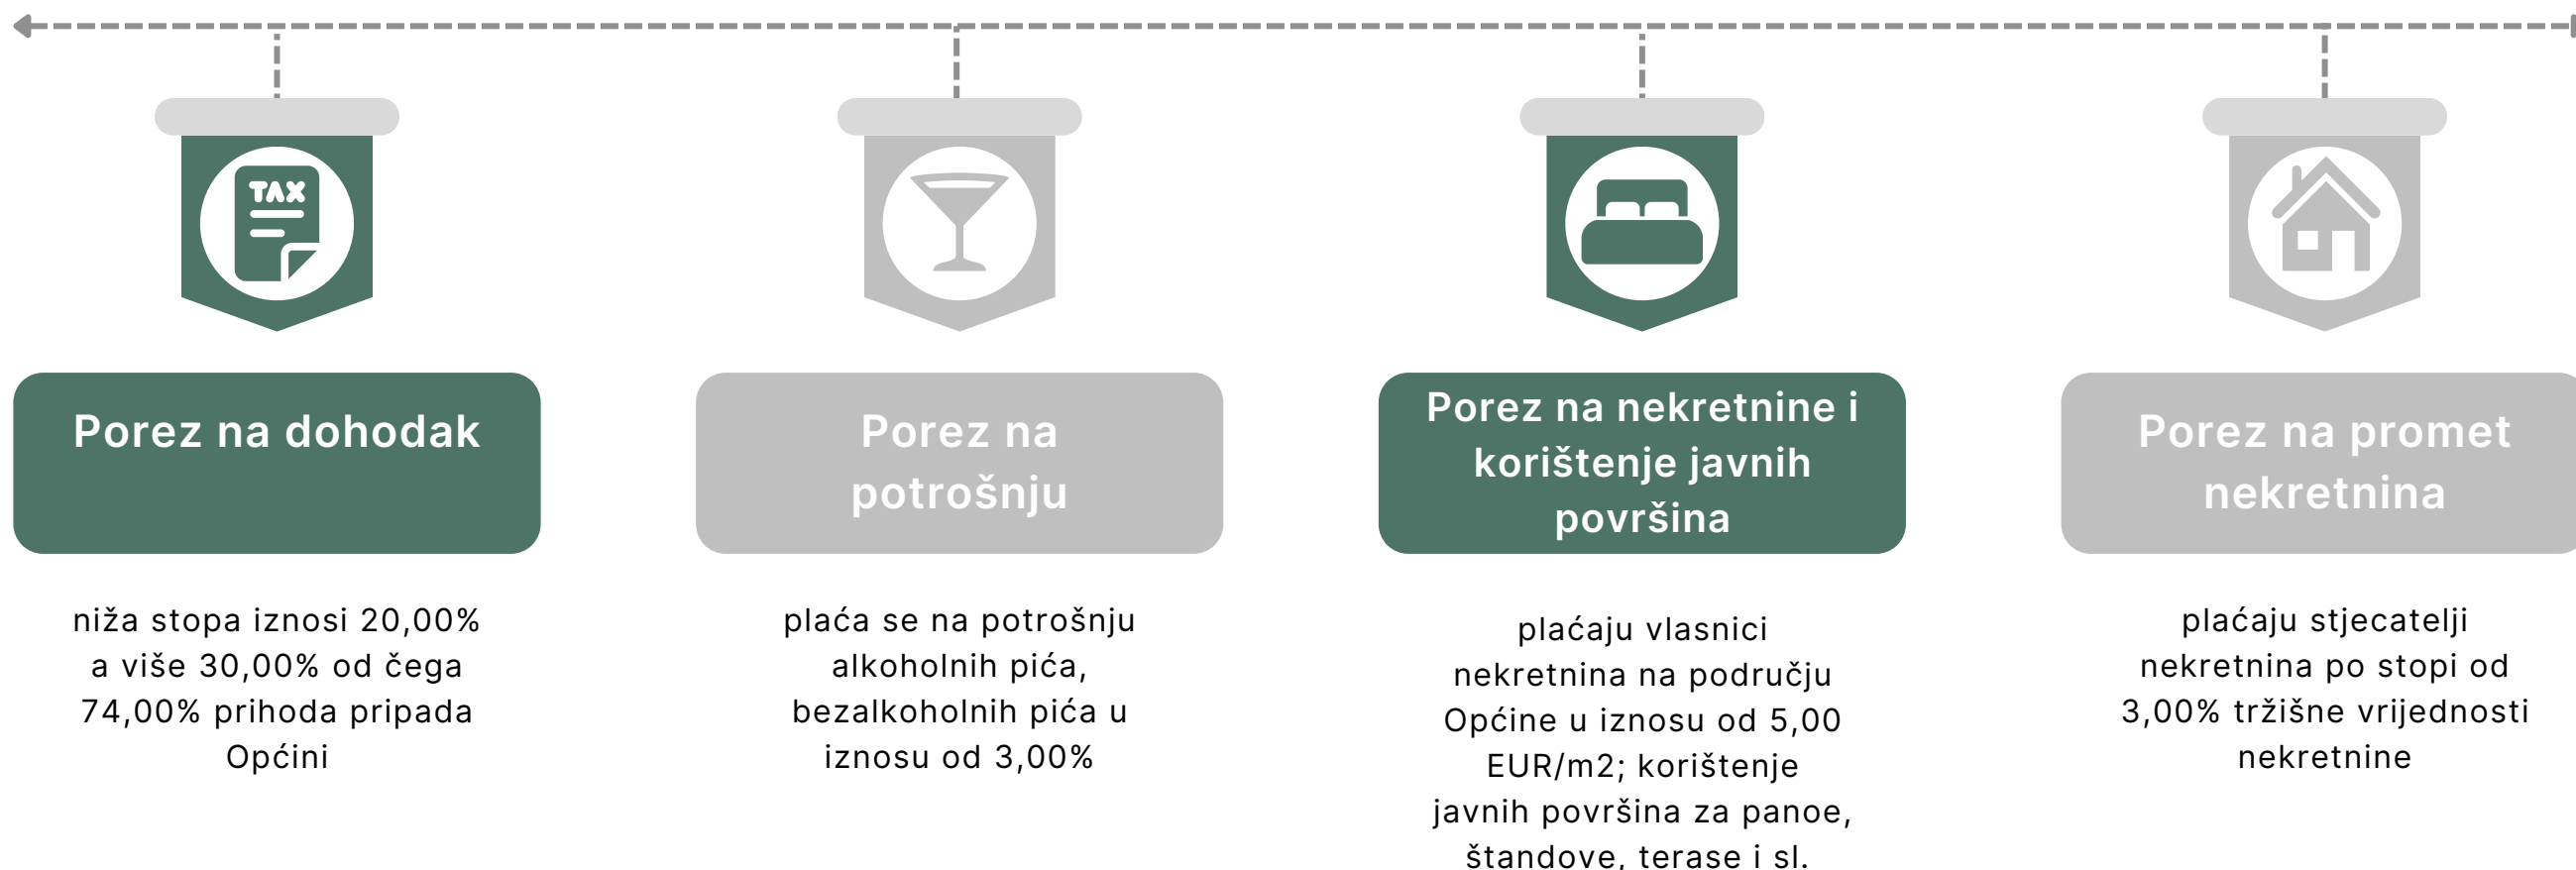 TAX
Porez na dohodak
niža stopa iznosi 20,00%
a više 30,00% od čega
74,00% prihoda pripada
Općini
Porez na
potrošnju
plaća se na potrošnju
alkoholnih pića,
bezalkoholnih pića u
iznosu od 3,00%
Porez na nekretnine i
korištenje javnih
površina
plaćaju vlasnici
nekretnina na području
Općine u iznosu od 5,00
EUR/m2; korištenje
javnih površina za panoe,
štandove, terase i sl.
Porez na promet
nekretnina
plaćaju stjecatelji
nekretnina po stopi od
3,00% tržišne vrijednosti
nekretnine